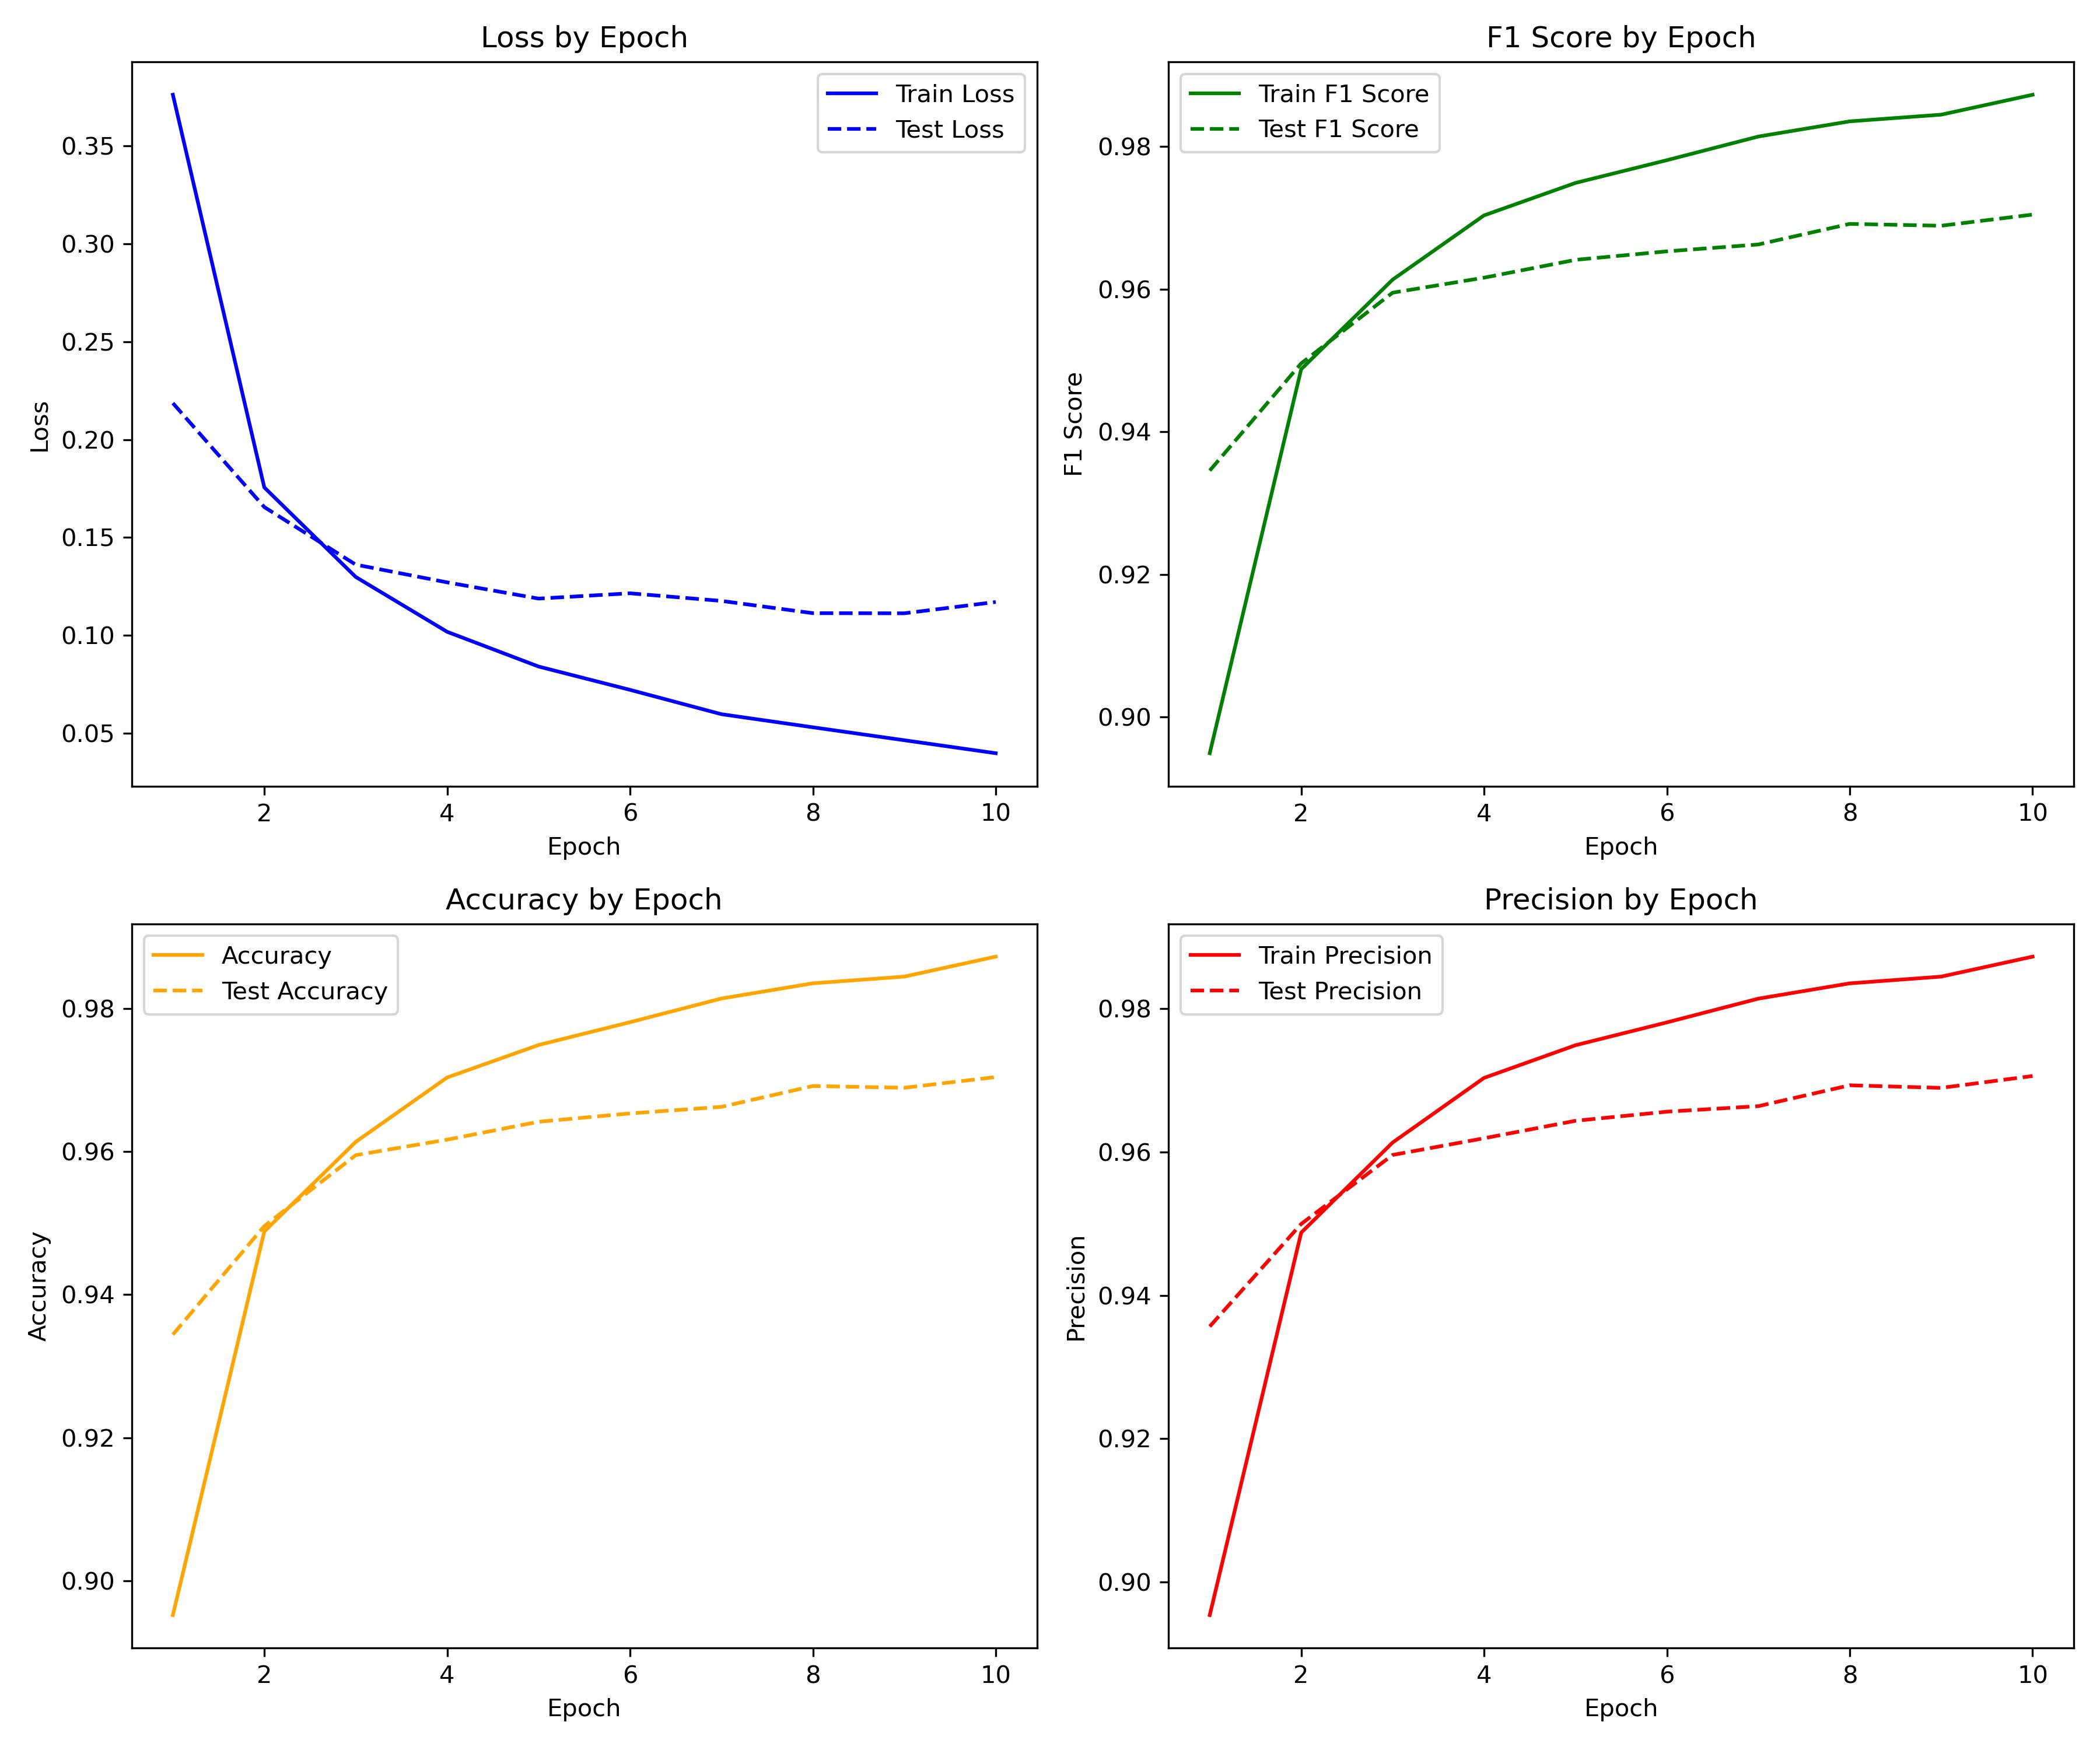 Loss by Epoch
Train Loss
Test Loss
0.35
0.30
0.25
0.20
0.15
0.10
0.05
Loss
2 4 6 8 10
Epoch
F1 Score by Epoch
Train F1 Score
Test F1 Score
0.98
0.96
0.94
0.92
0.90
F1 Score
2 4 6 8 10
Epoch
Accuracy by Epoch
Accuracy
Test Accuracy
0.98
0.96
0.94
0.92
0.90
Accuracy
2 4 6 8 10
Epoch
Precision by Epoch
Train Precision
Test Precision
0.98
0.96
0.94
0.92
0.90
Precision
2 4 6 8 10
Epoch